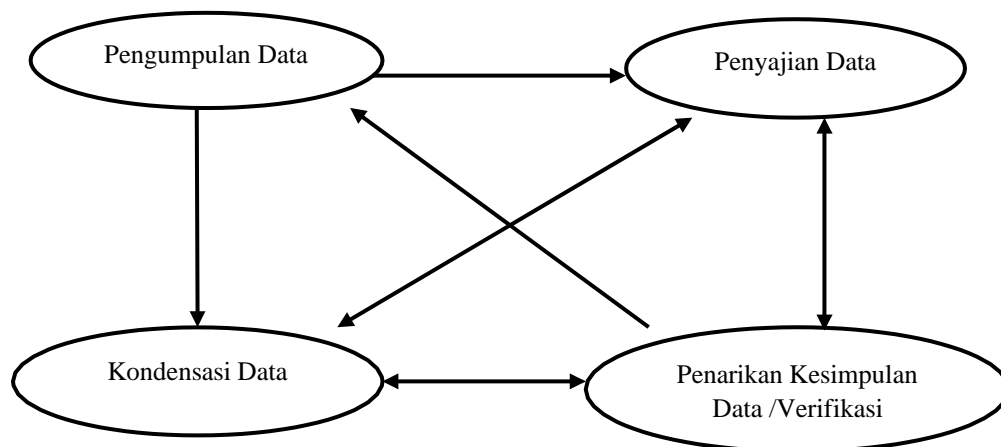 Pengumpulan Data
Penyajian Data
Kondensasi Data
Penarikan Kesimpulan
Data /Verifikasi